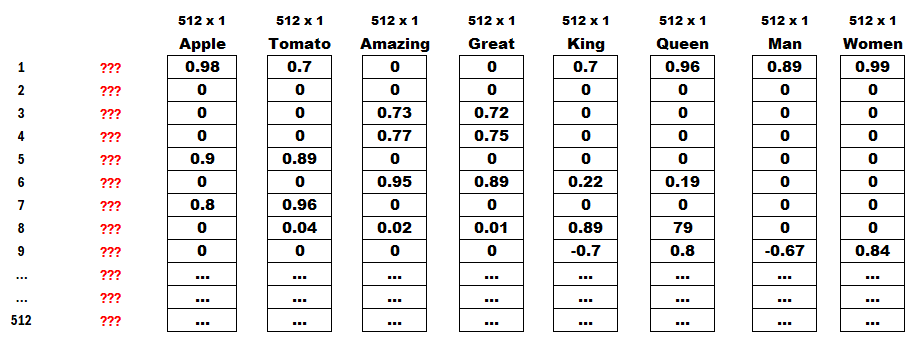 512 x 1 512 x 1 512 x 1 512 x 1 512 x 1 512 x 1 512 x 1 512 x 1
Apple Tomato Amazing Great King Queen Man Women
1 ??? 0.98 0.7 0 0 0.7 0.96 0.89 0.99
2 ??? 0 0 0 0 0 0 0 0
3 ??? 0 0 0.73 0.72 0 0 0 0
4 ??? 0 0 0.77 0.75 0 0 0 0
5 ??? 0.9 0.89 0 0 0 0 0 0
6 ??? 0 0 0.95 0.89 0.22 0.19 0 0
7 ??? 0.8 0.96 0 0 0 0 0 0
8 ??? 0 0.04 0.02 0.01 0.89 79 0 0
9 ??? 0 0 0 0 -0.7 0.8 -0.67 0.84
... ??? ... ... ... ... ... ... ... ...
... ??? ... ... ... ... ... ... ... ...
512 ??? ... ... ... ... ... ... ... ...